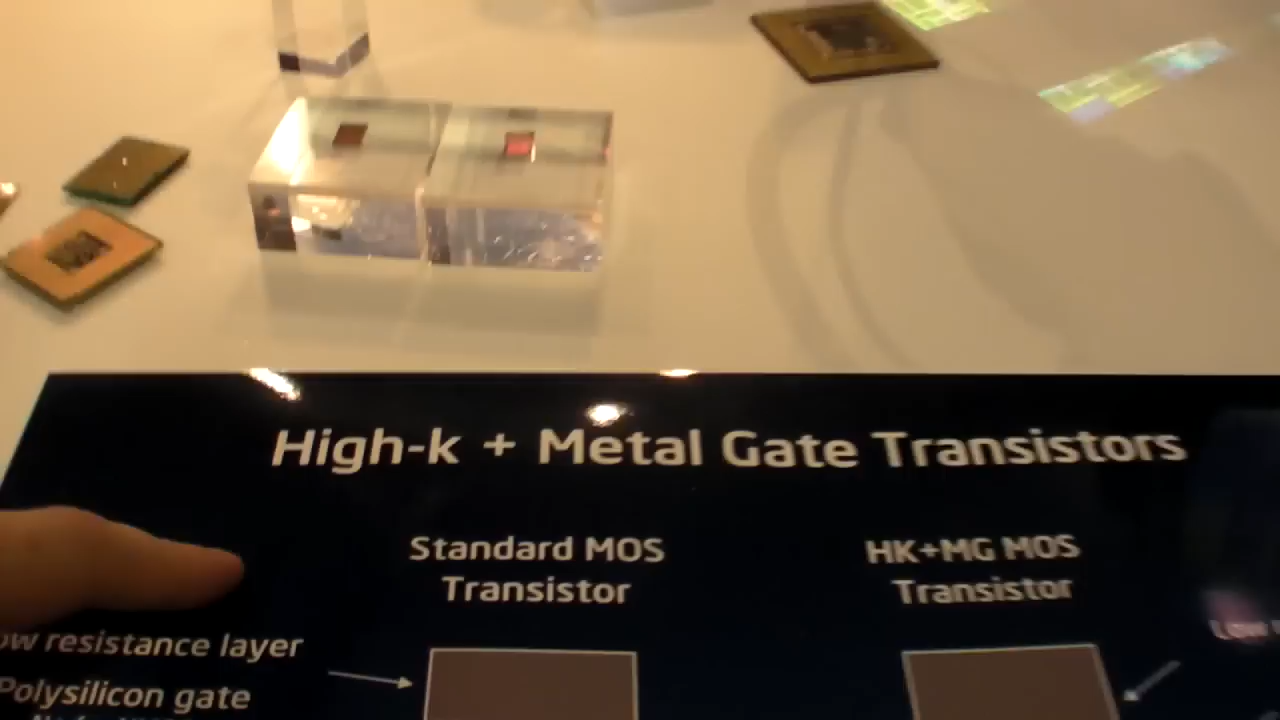 High-k + Metal Gate Transistors
Standard MOS
Transistor
HK+MG MOS
Transistor
ow resistance layer
Polysilicon gate